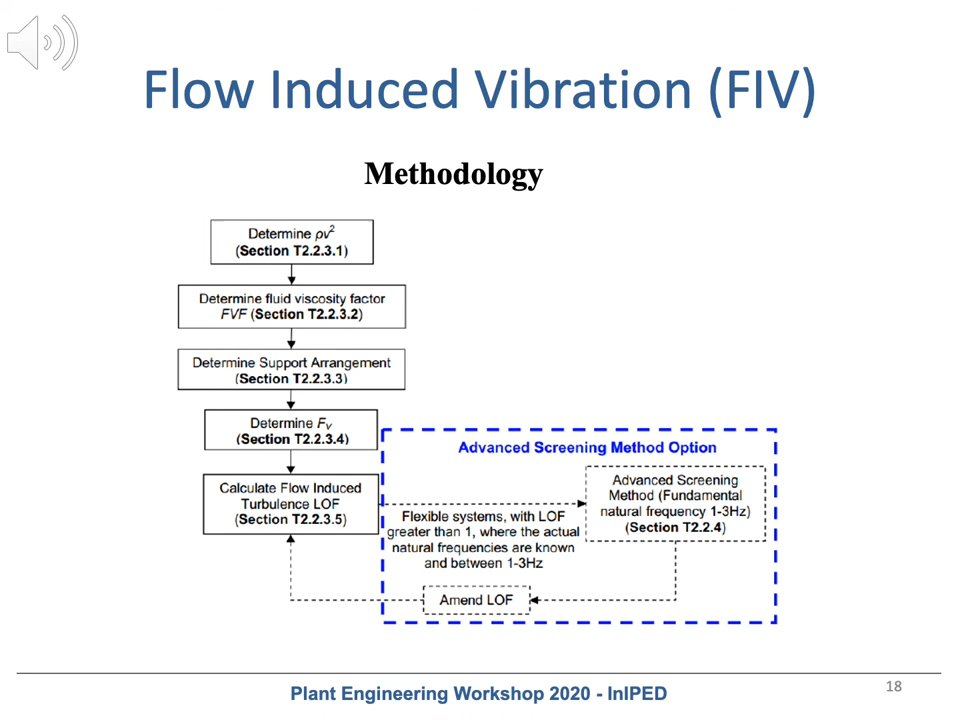 Flow Induced Vibration (FIV)
Methodology
Determine ρv²
(Section T2.2.3.1)
Determine fluid viscosity factor
FVF (Section T2.2.3.2)
Determine Support Arrangement
(Section T2.2.3.3)
Determine Fv
(Section T2.2.3.4)
Calculate Flow Induced
Turbulence LOF
(Section T2.2.3.5)
Advanced Screening Method Option
Flexible systems, with LOF
greater than 1, where the actual
natural frequencies are known
and between 1-3Hz
Advanced Screening
Method (Fundamental
natural frequency 1-3Hz)
(Section T2.2.4)
Amend LOF
Plant Engineering Workshop 2020 - InIPED
18